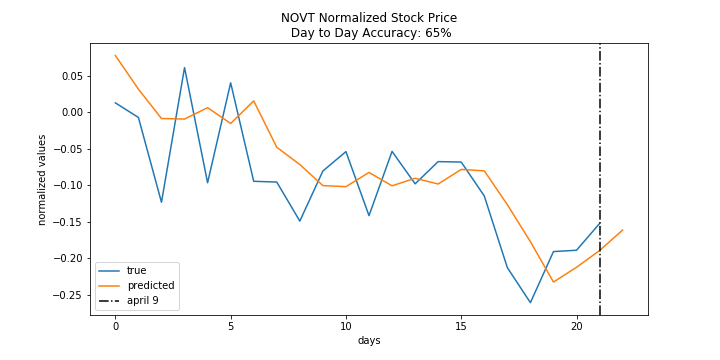 NOVT Normalized Stock Price
Day to Day Accuracy: 65%
normalized values
0.05
0.00
−0.05
−0.10
−0.15
−0.20
−0.25
true
predicted
april 9
0 5 10 15 20
days